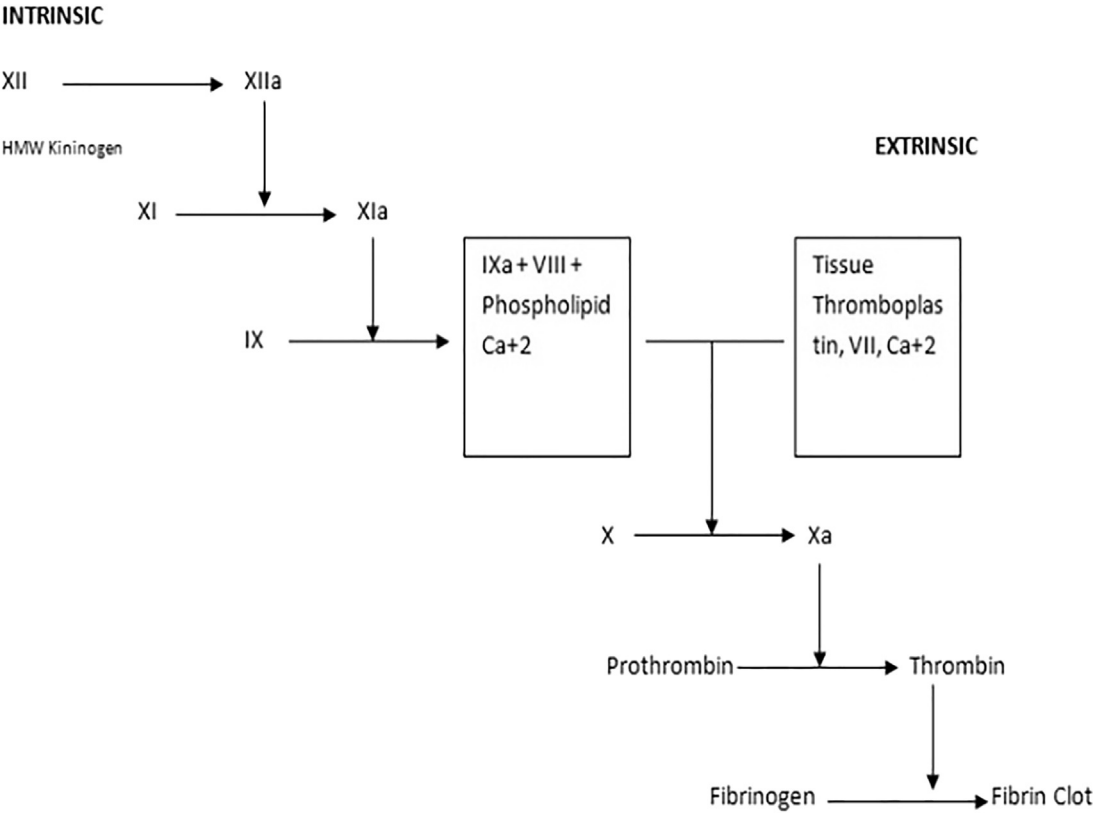 INTRINSIC
XII
XIIa
HMW Kininogen
EXTRINSIC
XI
XIa
IX
IXa + VIII +
Phospholipid
Ca+2
Tissue
Thromboplas
tin, VII, Ca+2
X
Xa
Prothrombin
Thrombin
Fibrinogen
Fibrin Clot